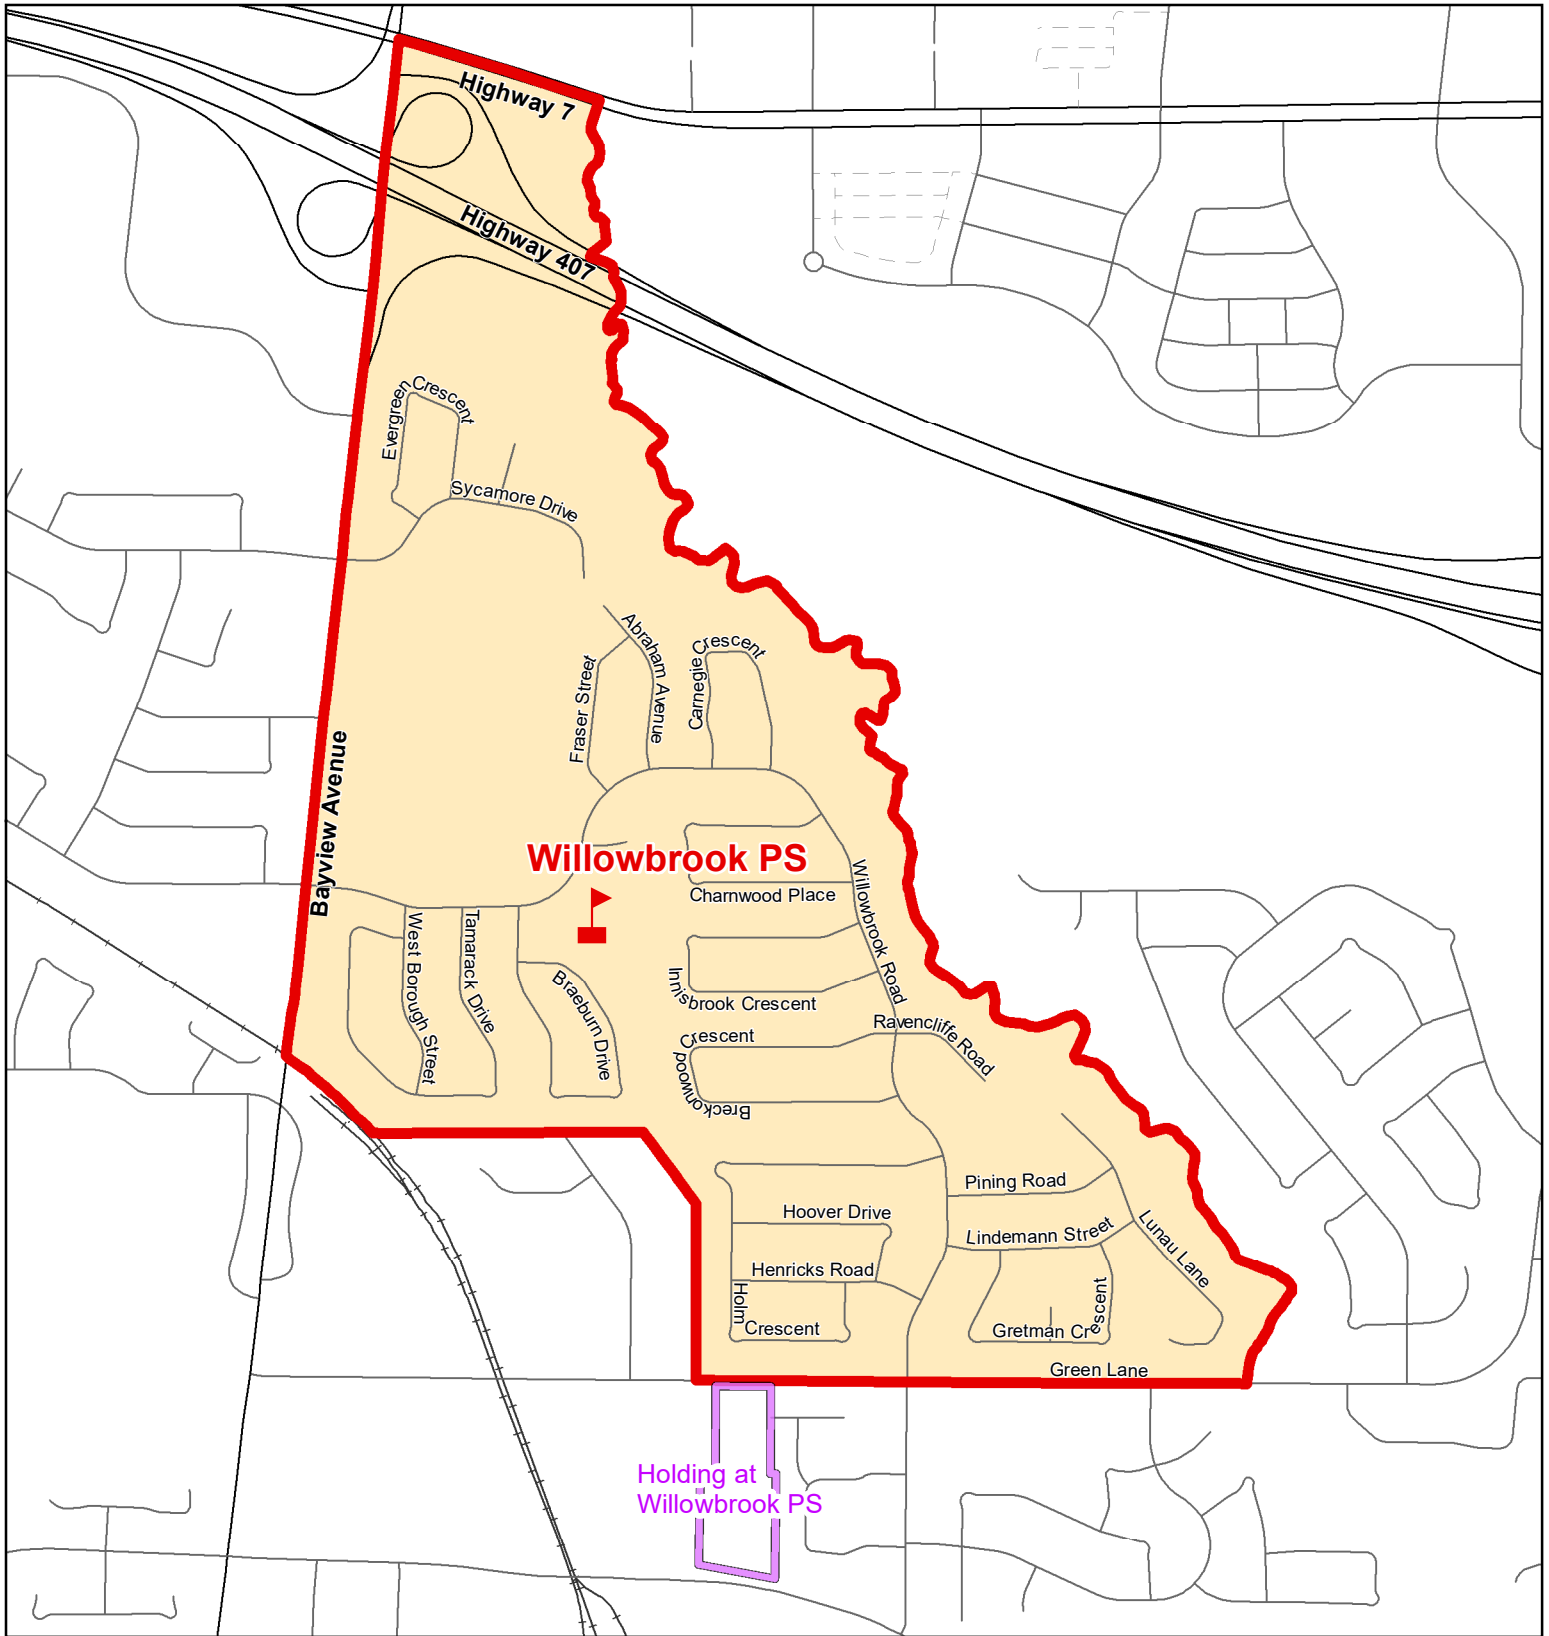 Highway 7
Highway 407
Evergreen Crescent
Sycamore Drive
Abraham Avenue
Carnegie Crescent
Fraser Street
Bayview Avenue
Willowbrook PS
Charnwood Place
Willowbrook Road
West Borough Street
Tamarack Drive
Braeburn Drive
Innisbrook Crescent
Ravencliffe Road
Breckonwood Crescent
Pining Road
Hoover Drive
Lindemann Street
Lunau Lane
Henricks Road
Holm Crescent
Gretman Crescent
Green Lane
Holding at
Willowbrook PS